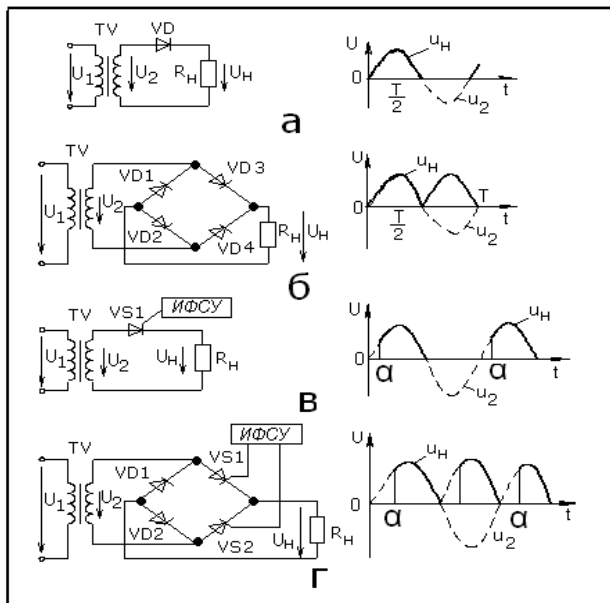 TV VD
U1 U2 RН UН
U uН
0 T/2 u2 t
а
TV
VD1 VD3
U1 U2 RН UН
VD2 VD4
U uН T
0 T/2 u2 t
б
TV VS1 ИФСУ
U1 U2 UН RН
U uН
0 α u2 α t
в
TV ИФСУ
VD1 VS1
U1 U2 UН RН
VD2 VS2
U uН
0 α u2 α t
г